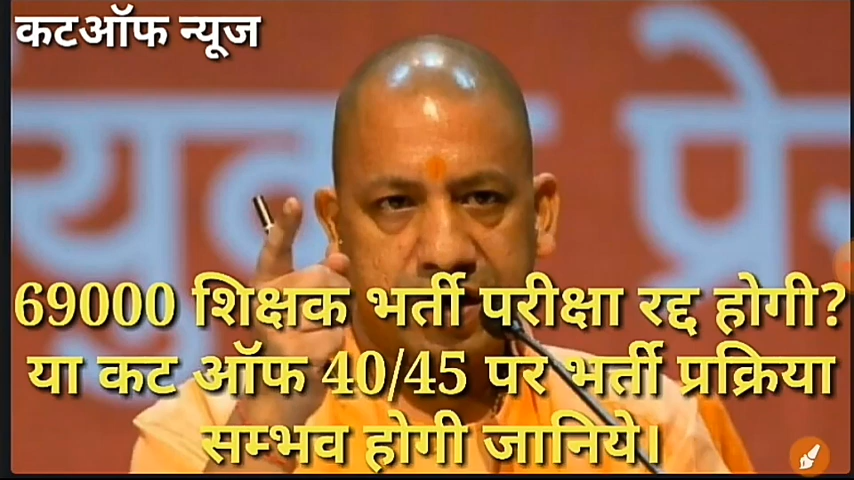 कटऑफ न्यूज
युवा प्रे
69000 शिक्षक भर्ती परीक्षा रद्द होगी?
या कट ऑफ 40/45 पर भर्ती प्रक्रिया
सम्भव होगी जानिये।